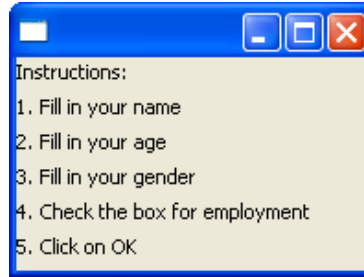 Instructions:
1. Fill in your name
2. Fill in your age
3. Fill in your gender
4. Check the box for employment
5. Click on OK